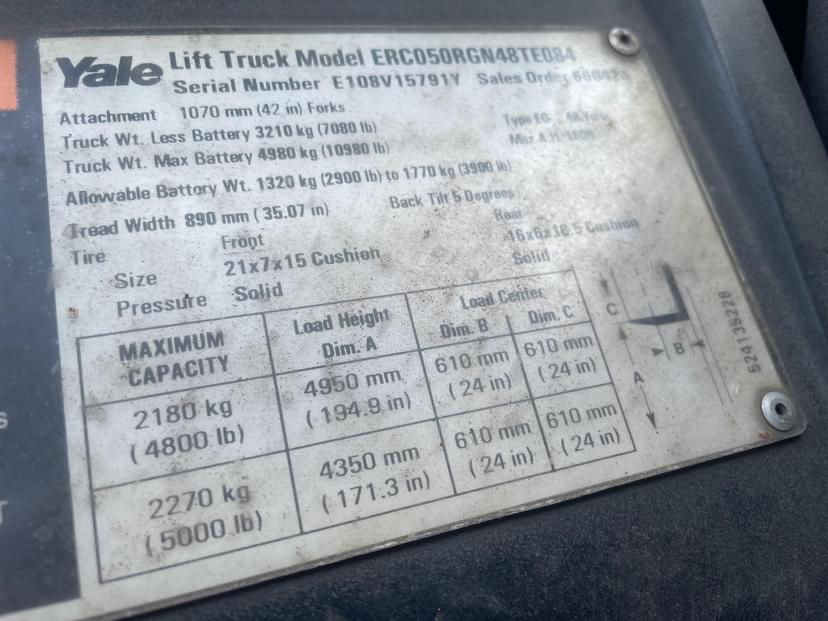 Yale Lift Truck Model ERC050RGN48TE084
Serial Number E108V15791Y Sales Order
Attachment 1070 mm (42 in) Forks
Truck Wt. Less Battery 3210 kg (7080 lb) Type EO 48 Volts
Truck Wt. Max Battery 4980 kg (10980 lb) Max A.H.
Allowable Battery Wt. 1320 kg (2900 lb) to 1770 kg (3900 lb)
Tread Width 890 mm (35.07 in) Back Tilt 5 Degrees
Tire Front Rear
Size 21x7x15 Cushion Cushion
Pressure Solid Solid
MAXIMUM CAPACITY Load Height Dim. A Load Center Dim. B Dim. C
2180 kg 4950 mm 610 mm 610 mm
(4800 lb) (194.9 in) (24 in) (24 in)
2270 kg 4350 mm 610 mm 610 mm
(5000 lb) (171.3 in) (24 in) (24 in)
C
B
A
524135228